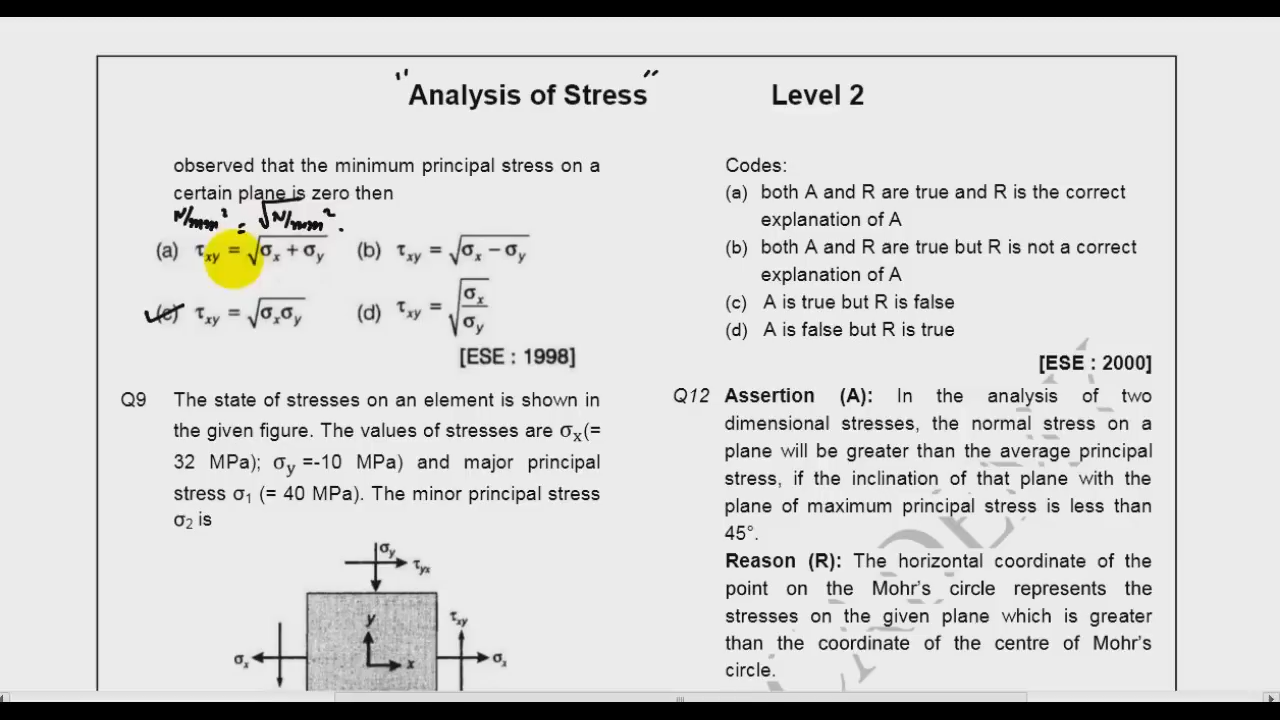 "Analysis of Stress" Level 2
observed that the minimum principal stress on a
certain plane is zero then
N/mm² = √N/mm².
(a) τxy = √σx + σy (b) τxy = √σx − σy
(c) τxy = √σxσy (d) τxy = √σx/σy
[ESE : 1998]
Q9 The state of stresses on an element is shown in
the given figure. The values of stresses are σx(=
32 MPa); σy =-10 MPa) and major principal
stress σ1 (= 40 MPa). The minor principal stress
σ2 is
σy
τyx
y
τxy
σx
x
σx
Codes:
(a) both A and R are true and R is the correct
explanation of A
(b) both A and R are true but R is not a correct
explanation of A
(c) A is true but R is false
(d) A is false but R is true
[ESE : 2000]
Q12 Assertion (A): In the analysis of two
dimensional stresses, the normal stress on a
plane will be greater than the average principal
stress, if the inclination of that plane with the
plane of maximum principal stress is less than
45°.
Reason (R): The horizontal coordinate of the
point on the Mohr's circle represents the
stresses on the given plane which is greater
than the coordinate of the centre of Mohr's
circle.